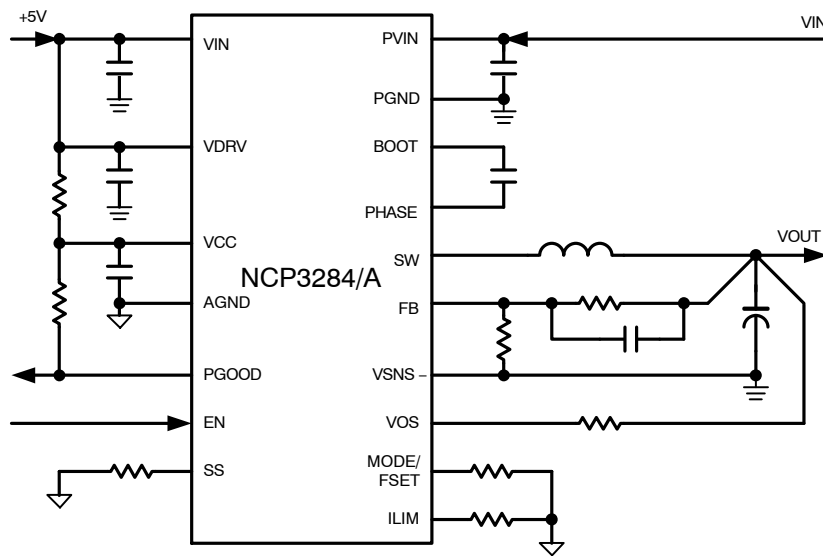 +5V
VIN
VIN
PVIN
PGND
VDRV
BOOT
PHASE
VCC
SW
VOUT
NCP3284/A
AGND
FB
PGOOD
VSNS –
EN
VOS
SS
MODE/
FSET
ILIM